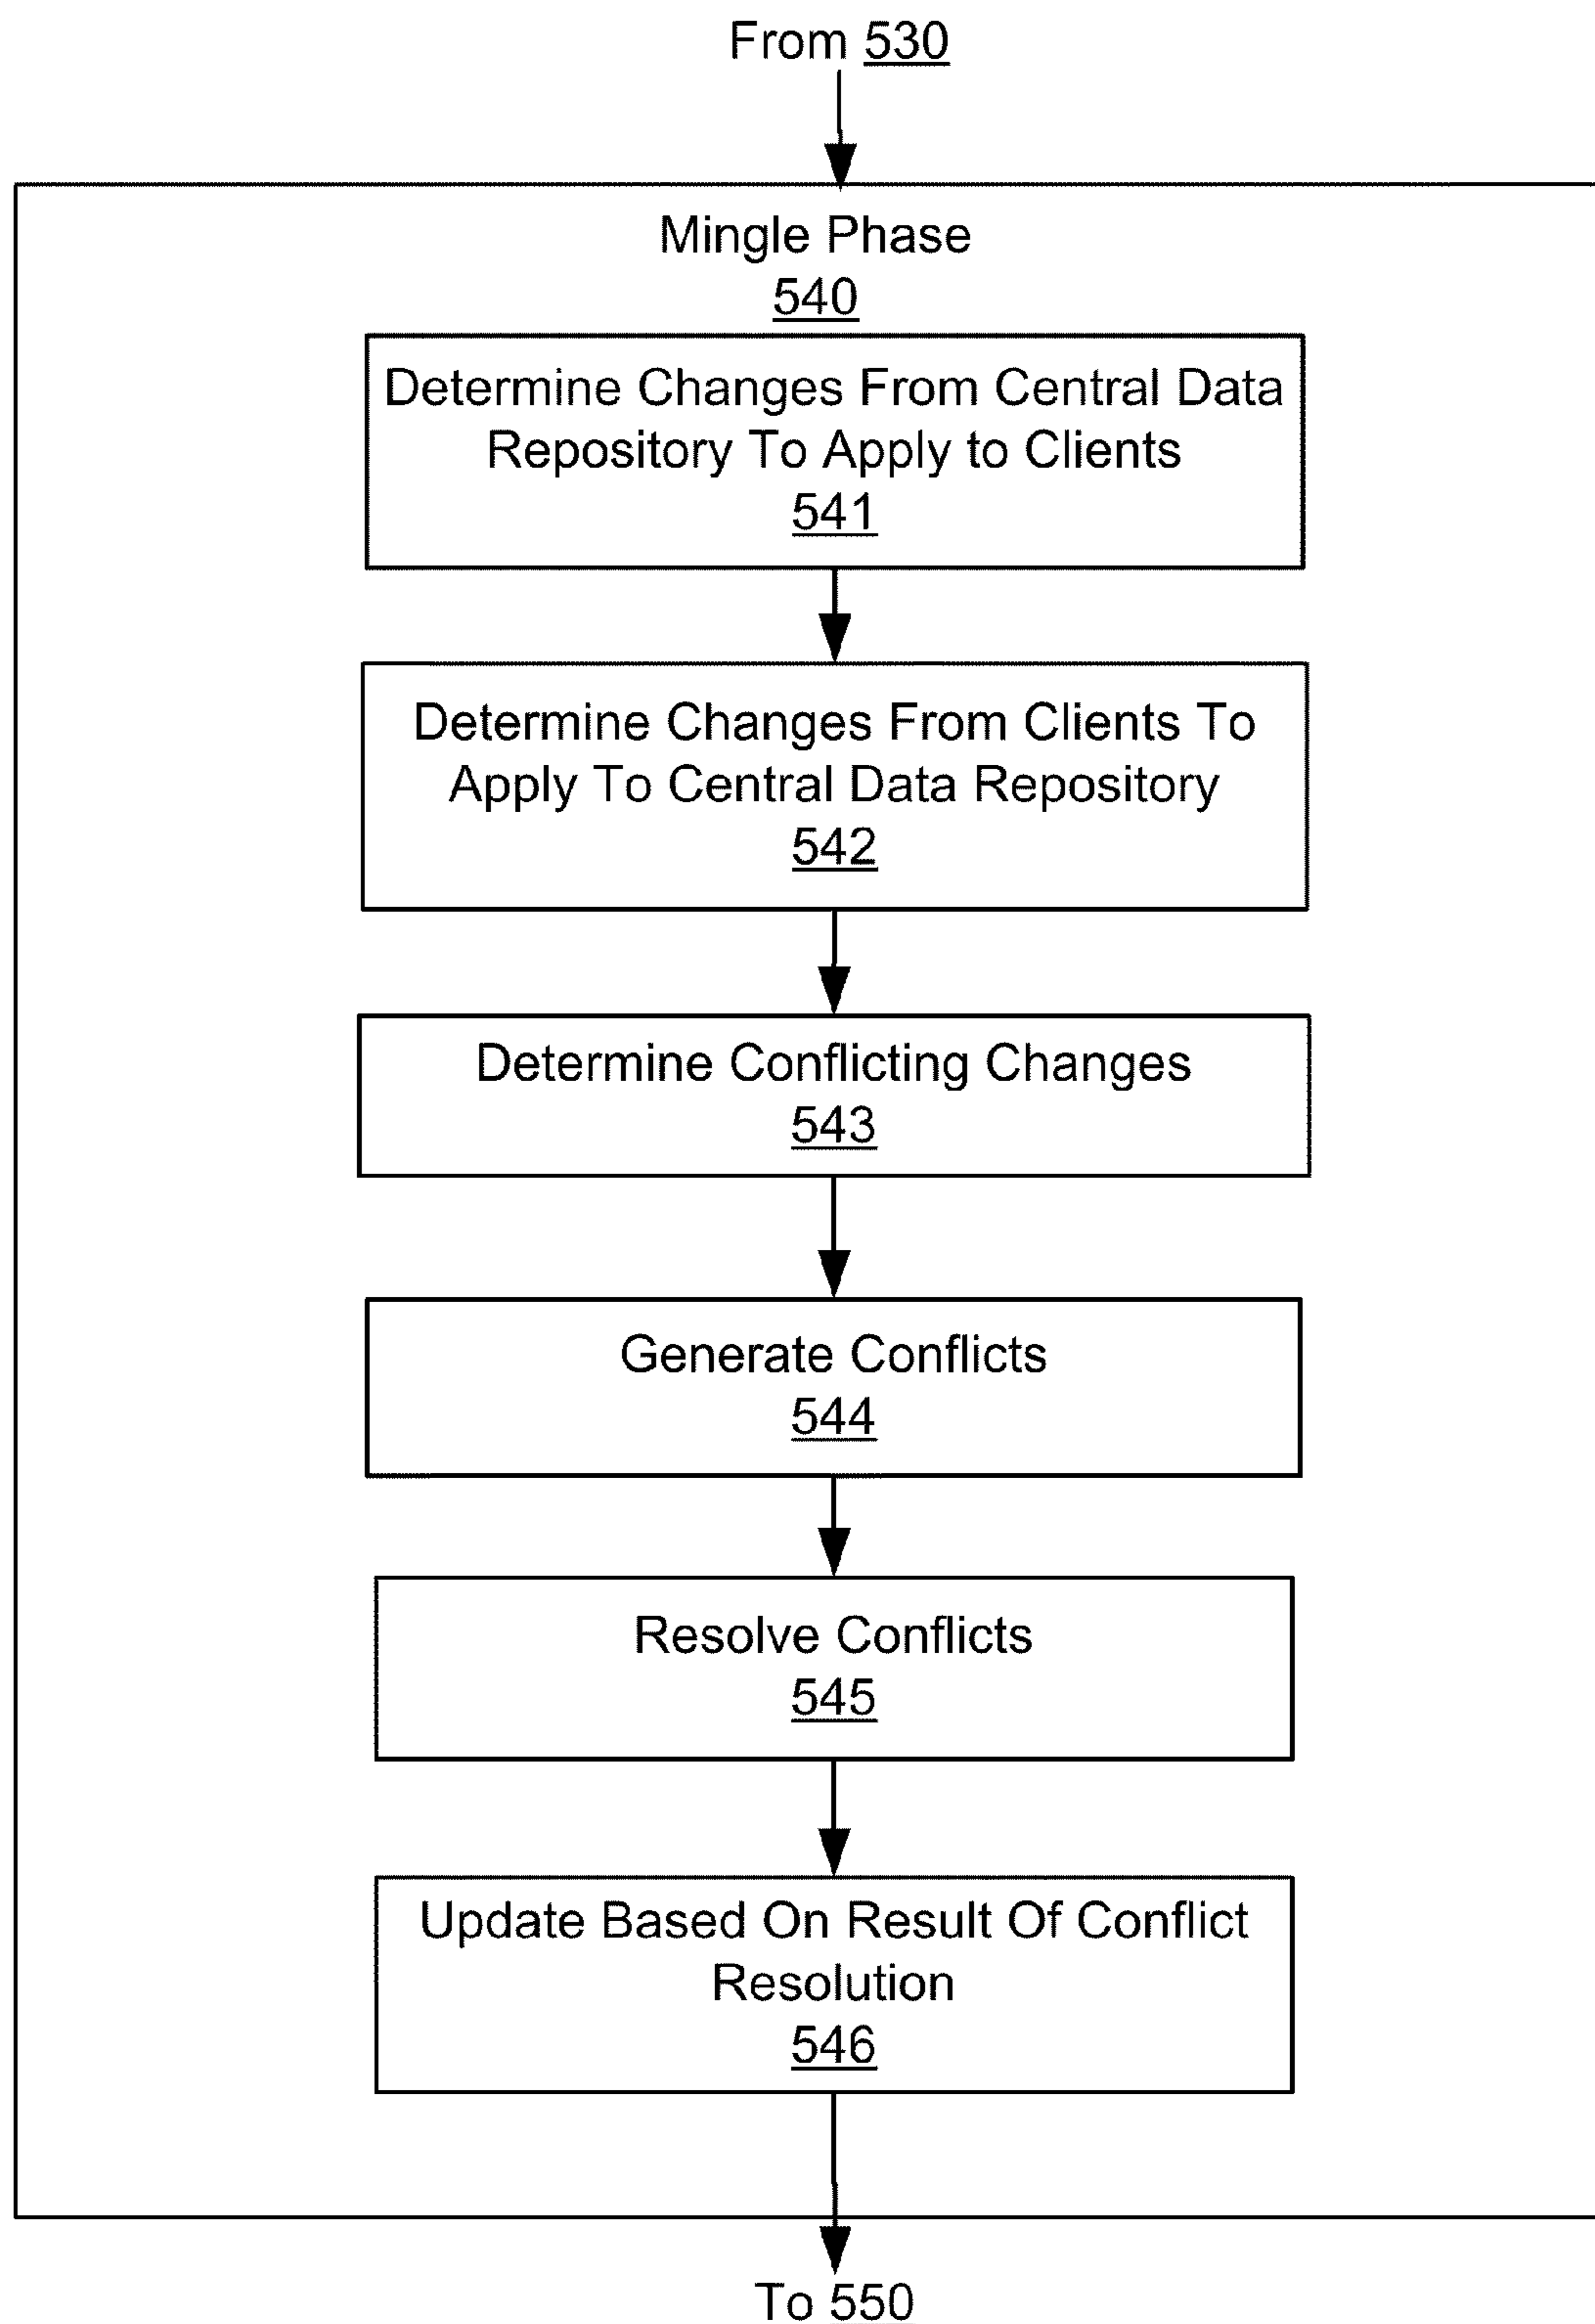 From 530
Mingle Phase
540
Determine Changes From Central Data
Repository To Apply to Clients
541
Determine Changes From Clients To
Apply To Central Data Repository
542
Determine Conflicting Changes
543
Generate Conflicts
544
Resolve Conflicts
545
Update Based On Result Of Conflict
Resolution
546
To 550